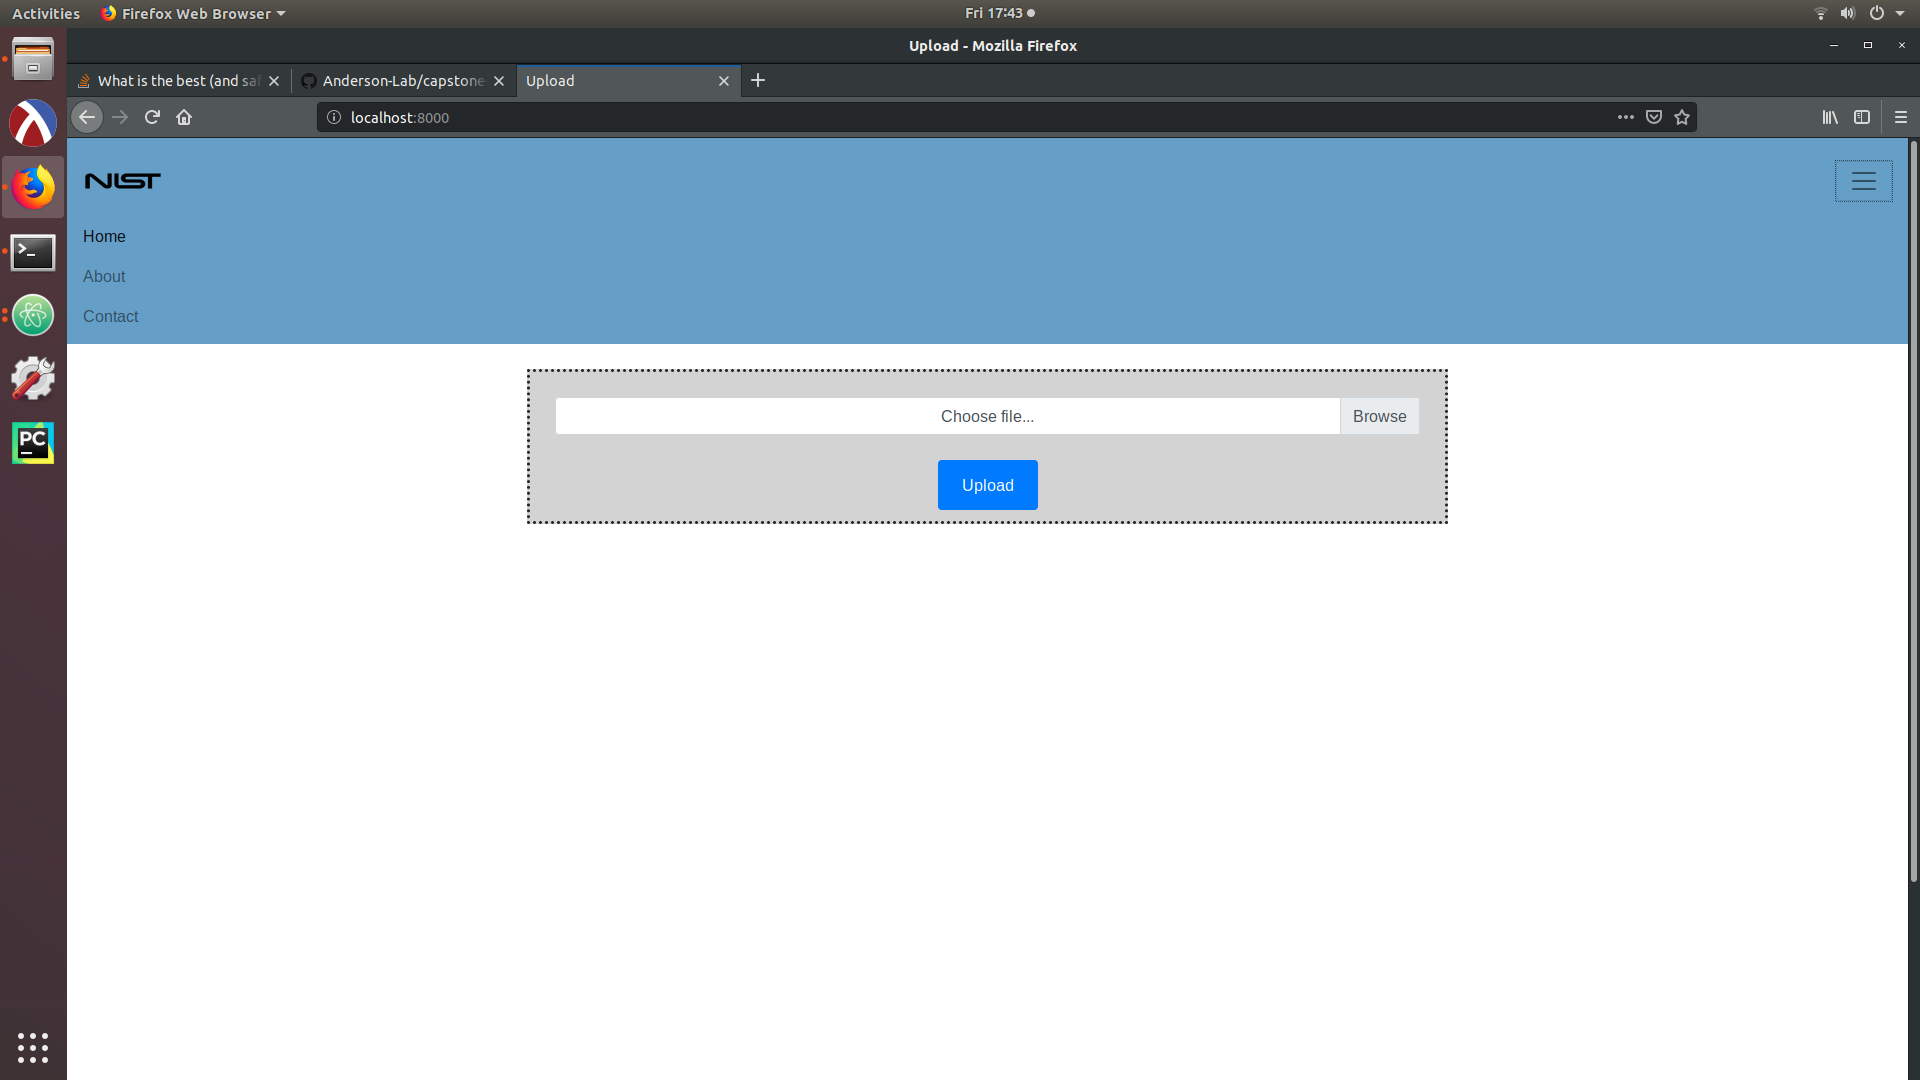 Activities Firefox Web Browser Fri 17:43
Upload - Mozilla Firefox
What is the best (and saf Anderson-Lab/capstone- Upload
localhost:8000
NIST
Home
About
Contact
Choose file... Browse
Upload
PC